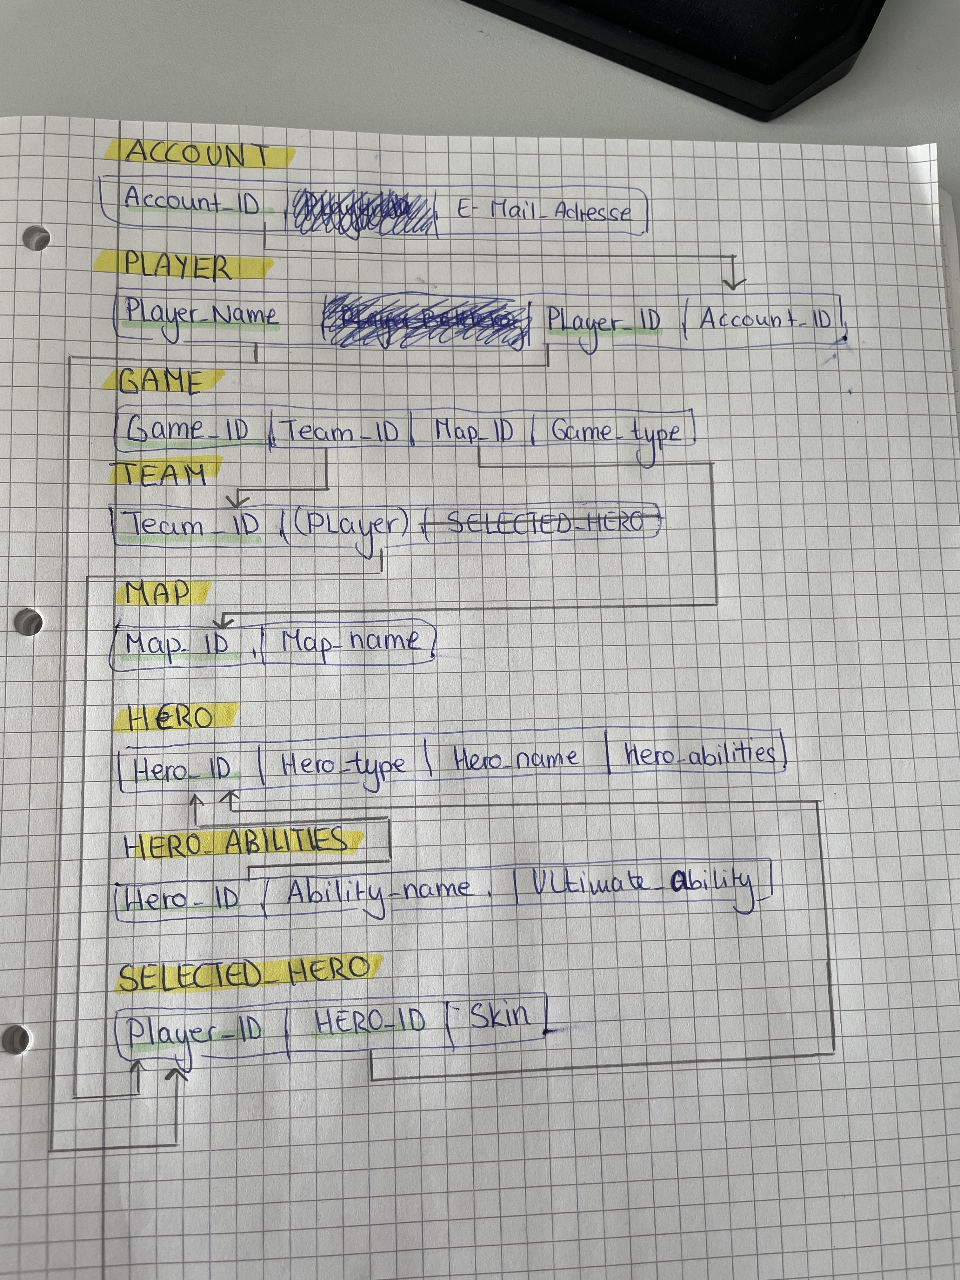 ACCOUNT
Account_ID E-Mail_Adresse
PLAYER
Player_Name Player_ID Account_ID
GAME
Game_ID Team_ID Map_ID Game_type
TEAM
Team_ID (Player) SELECTED_HERO
MAP
Map_ID Map_name
HERO
Hero_ID Hero_type Hero_name Hero_abilities
HERO_ABILITIES
Hero_ID Ability_name Ultimate_ability
SELECTED_HERO
Player_ID HERO_ID Skin